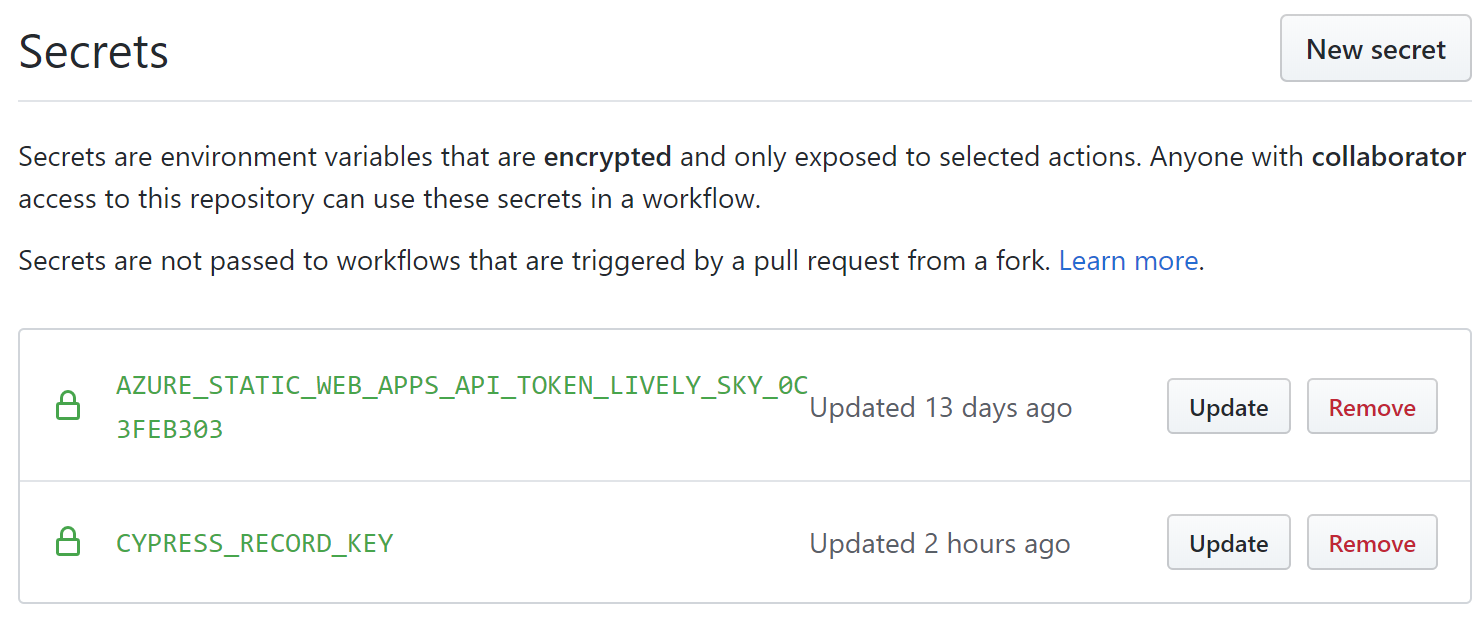 Secrets
New secret
Secrets are environment variables that are encrypted and only exposed to selected actions. Anyone with collaborator
access to this repository can use these secrets in a workflow.
Secrets are not passed to workflows that are triggered by a pull request from a fork. Learn more.
AZURE_STATIC_WEB_APPS_API_TOKEN_LIVELY_SKY_0C
3FEB303
Updated 13 days ago
Update
Remove
CYPRESS_RECORD_KEY
Updated 2 hours ago
Update
Remove